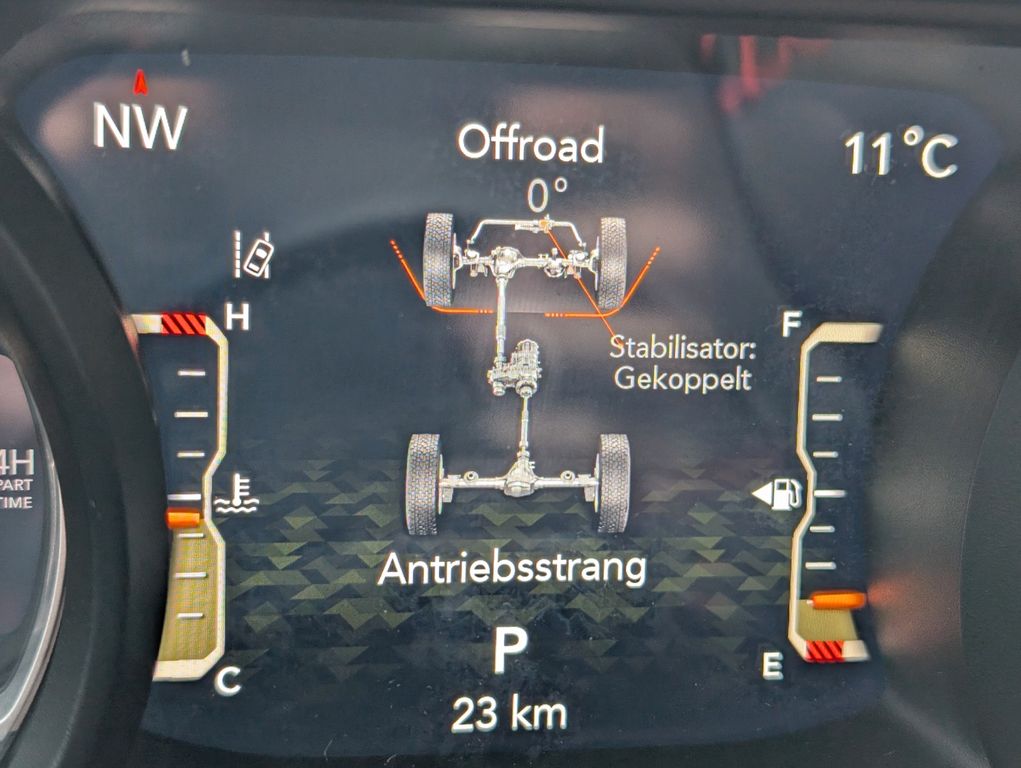 NW
Offroad
11°C
0°
H
F
Stabilisator:
Gekoppelt
4H
PART
TIME
Antriebsstrang
P
E
C
23 km